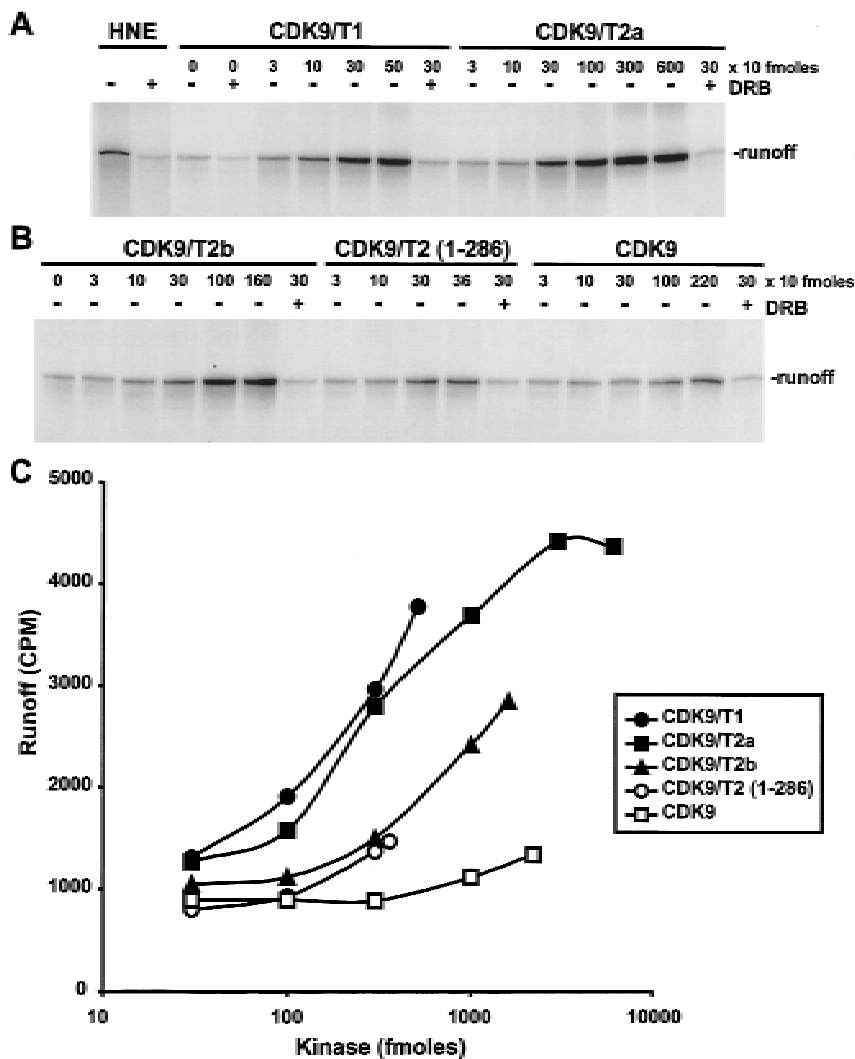 A
HNE CDK9/T1 CDK9/T2a
0 0 3 10 30 50 30 3 10 30 100 300 600 30 x 10 fmoles
- + - + - - - - + - - - - - - + DRB
-runoff
B
CDK9/T2b CDK9/T2 (1-286) CDK9
0 3 10 30 100 160 30 3 10 30 36 30 3 10 30 100 220 30 x 10 fmoles
- - - - - - + - - - - + - - - - - + DRB
-runoff
C
5000
4000
3000
2000
1000
0
Runoff (CPM)
10 100 1000 10000
Kinase (fmoles)
CDK9/T1
CDK9/T2a
CDK9/T2b
CDK9/T2 (1-286)
CDK9